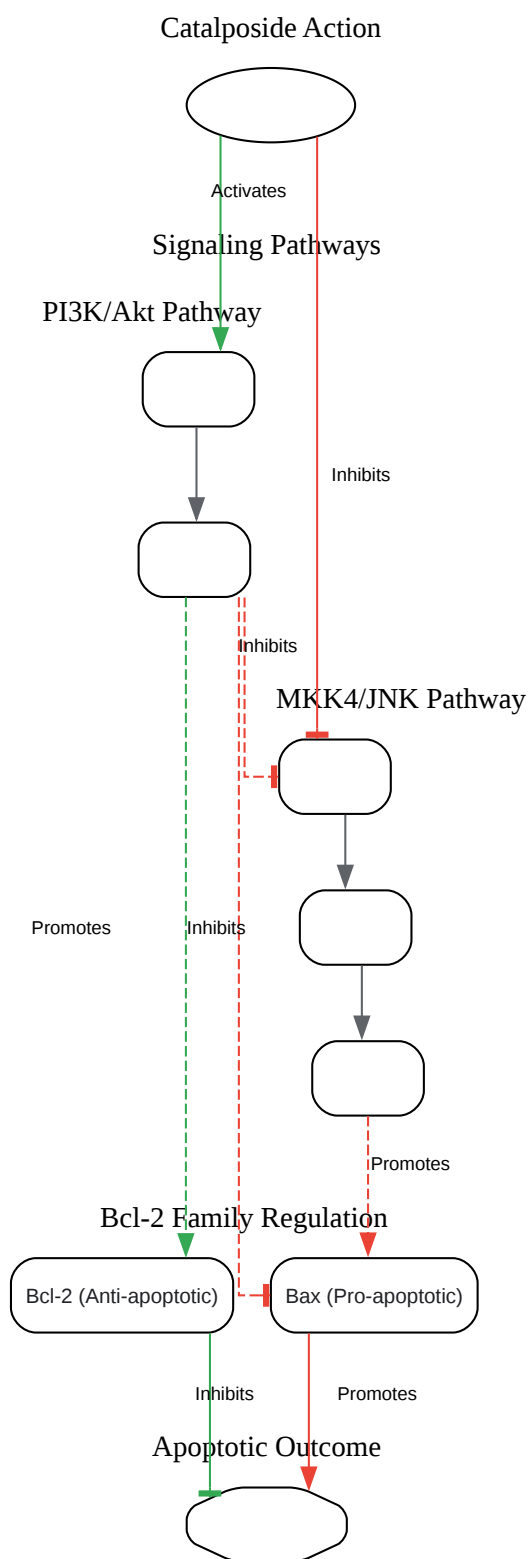 Catalposide Action
Activates
Signaling Pathways
PI3K/Akt Pathway
Inhibits
Inhibits
MKK4/JNK Pathway
Promotes
Inhibits
Promotes
Bcl-2 Family Regulation
Bcl-2 (Anti-apoptotic)
Bax (Pro-apoptotic)
Inhibits
Promotes
Apoptotic Outcome